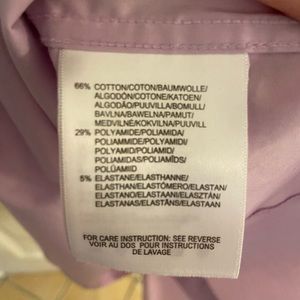 66% COTTON/COTON/BAUMWOLLE/
ALGODÓN/COTONE/KATOEN/
ALGODÃO/PUUVILLA/BOMULL/
BAVLNA/BAWEŁNA/PAMUT/
MEDVILNĖ/KOKVILNA/PUUVILL
29% POLYAMIDE/POLIAMIDA/
POLIAMMIDE/POLYAMID/
POLYAMID/POLIAMID/
POLIAMIDAS/POLIAMĪDS/
POLÜAMIID
5% ELASTANE/ELASTHANNE/
ELASTHAN/ELASTÓMERO/ELASTAN/
ELASTANO/ELASTAANI/ELASZTÁN/
ELASTANAS/ELASTĀNS/ELASTAAN
FOR CARE INSTRUCTION: SEE REVERSE
VOIR AU DOS POUR INSTRUCTIONS
DE LAVAGE